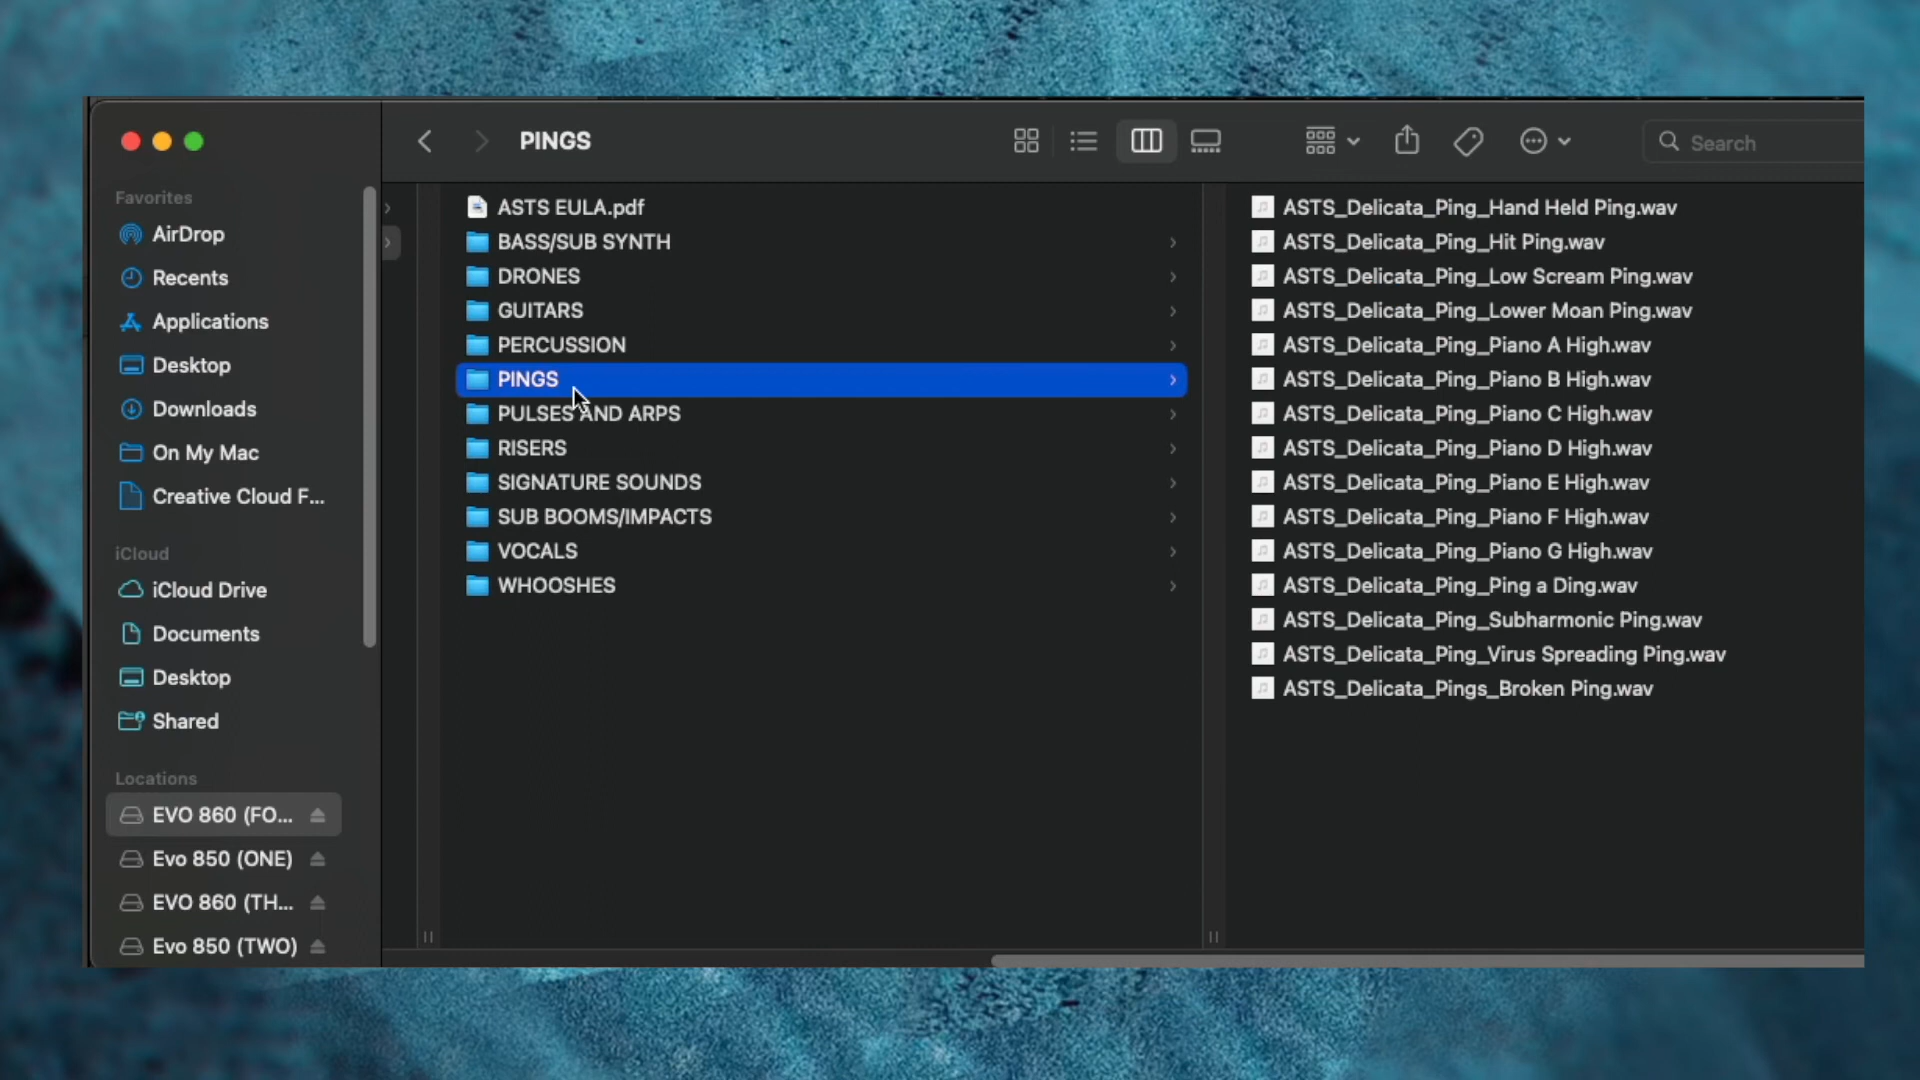 PINGS
Search
Favorites
AirDrop
Recents
Applications
Desktop
Downloads
On My Mac
Creative Cloud F...
iCloud
iCloud Drive
Documents
Desktop
Shared
Locations
EVO 860 (FO...
Evo 850 (ONE)
EVO 860 (TH...
Evo 850 (TWO)
ASTS EULA.pdf
BASS/SUB SYNTH
DRONES
GUITARS
PERCUSSION
PINGS
PULSES AND ARPS
RISERS
SIGNATURE SOUNDS
SUB BOOMS/IMPACTS
VOCALS
WHOOSHES
ASTS_Delicata_Ping_Hand Held Ping.wav
ASTS_Delicata_Ping_Hit Ping.wav
ASTS_Delicata_Ping_Low Scream Ping.wav
ASTS_Delicata_Ping_Lower Moan Ping.wav
ASTS_Delicata_Ping_Piano A High.wav
ASTS_Delicata_Ping_Piano B High.wav
ASTS_Delicata_Ping_Piano C High.wav
ASTS_Delicata_Ping_Piano D High.wav
ASTS_Delicata_Ping_Piano E High.wav
ASTS_Delicata_Ping_Piano F High.wav
ASTS_Delicata_Ping_Piano G High.wav
ASTS_Delicata_Ping_Ping a Ding.wav
ASTS_Delicata_Ping_Subharmonic Ping.wav
ASTS_Delicata_Ping_Virus Spreading Ping.wav
ASTS_Delicata_Pings_Broken Ping.wav